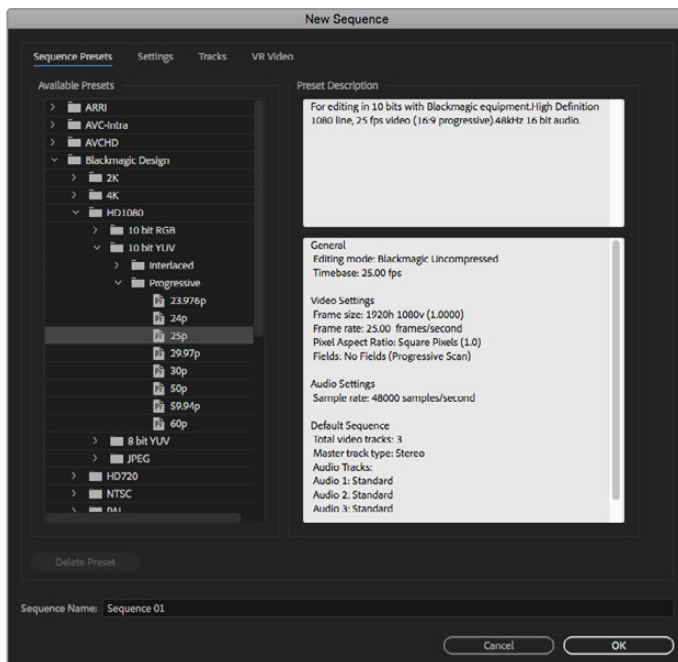 New Sequence
Sequence Presets Settings Tracks VR Video
Available Presets
ARRI
AVC-Intra
AVCHD
Blackmagic Design
2K
4K
HD1080
10 bit RGB
10 bit YUV
Interlaced
Progressive
23.976p
24p
25p
29.97p
30p
50p
59.94p
60p
8 bit YUV
JPEG
HD720
NTSC
PAL
Delete Preset
Preset Description
For editing in 10 bits with Blackmagic equipment.High Definition
1080 line, 25 fps video (16:9 progressive).48kHz 16 bit audio.
General
Editing mode: Blackmagic Uncompressed
Timebase: 25.00 fps
Video Settings
Frame size: 1920h 1080v (1.0000)
Frame rate: 25.00 frames/second
Pixel Aspect Ratio: Square Pixels (1.0)
Fields: No Fields (Progressive Scan)
Audio Settings
Sample rate: 48000 samples/second
Default Sequence
Total video tracks: 3
Master track type: Stereo
Audio Tracks:
Audio 1: Standard
Audio 2: Standard
Audio 3: Standard
Sequence Name: Sequence 01
Cancel OK